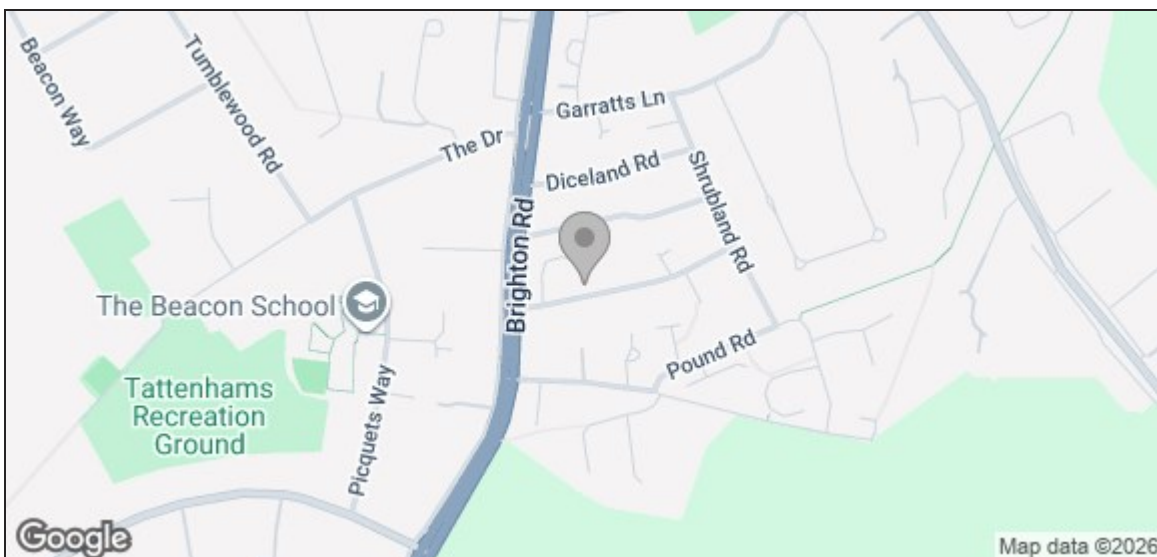 Beacon Way
Tumblewood Rd
The Dr
Garratts Ln
Diceland Rd
Shrubland Rd
Brighton Rd
The Beacon School
Pound Rd
Tattenhams
Recreation
Ground
Picquets Way
Google
Map data ©2026